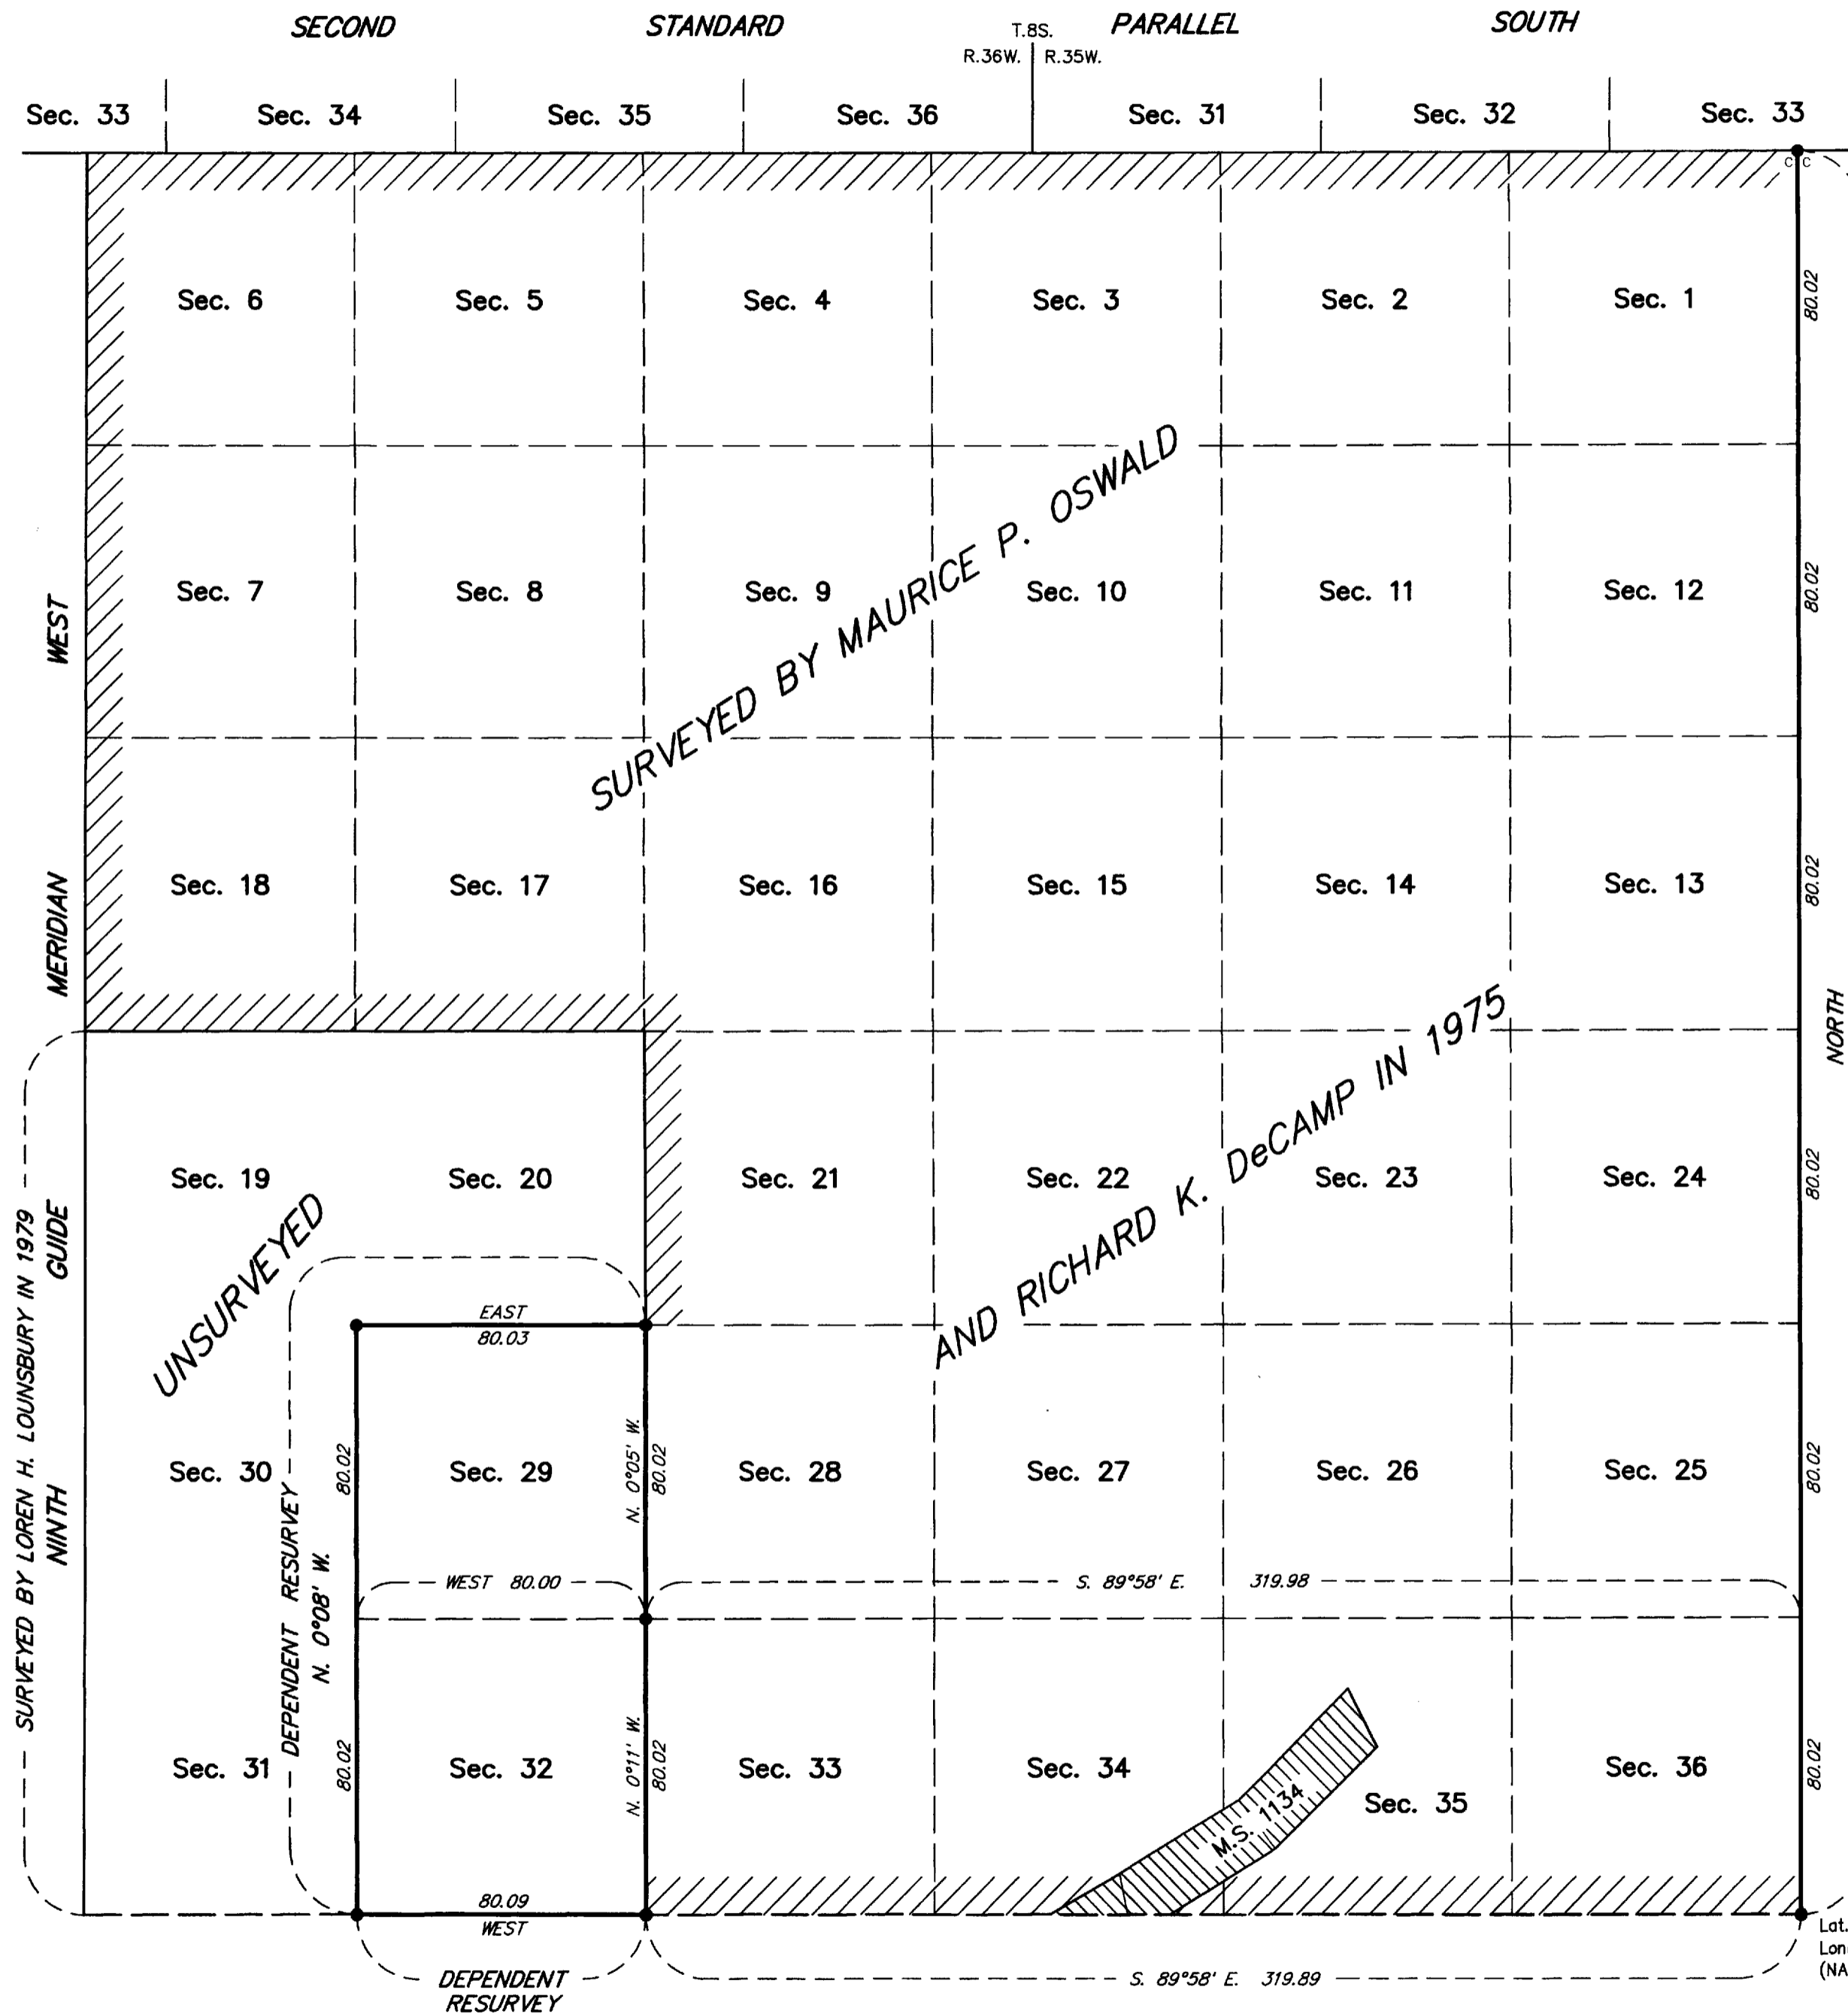 SECOND STANDARD PARALLEL SOUTH
T.8S.
R.36W. R.35W.
Sec. 33 Sec. 34 Sec. 35 Sec. 36 Sec. 31 Sec. 32 Sec. 33
C C
Sec. 6 Sec. 5 Sec. 4 Sec. 3 Sec. 2 Sec. 1
80.02
SURVEYED BY MAURICE P. OSWALD
Sec. 7 Sec. 8 Sec. 9 Sec. 10 Sec. 11 Sec. 12
80.02
Sec. 18 Sec. 17 Sec. 16 Sec. 15 Sec. 14 Sec. 13
80.02
NINTH GUIDE MERIDIAN WEST
NORTH
AND RICHARD K. DeCAMP IN 1975
Sec. 19 Sec. 20 Sec. 21 Sec. 22 Sec. 23 Sec. 24
80.02
SURVEYED BY LOREN H. LOUNSBURY IN 1979
UNSURVEYED
EAST
80.03
DEPENDENT RESURVEY
N. 0°08' W.
Sec. 30 Sec. 29 Sec. 28 Sec. 27 Sec. 26 Sec. 25
80.02
N. 0°05' W.
80.02
80.02
WEST 80.00
S. 89°58' E. 319.98
Sec. 31 Sec. 32 Sec. 33 Sec. 34 Sec. 35 Sec. 36
80.02
N. 0°11' W.
80.02
80.02
M.S. 1134
80.09
WEST
DEPENDENT
RESURVEY
S. 89°58' E. 319.89
Lat.
Lon
(NA